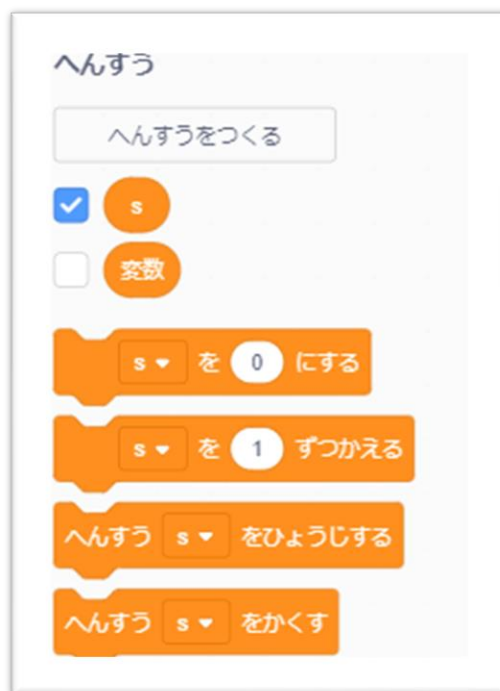 へんすう
へんすうをつくる
s
変数
s を 0 にする
s を 1 ずつかえる
へんすう s をひょうじする
へんすう s をかくす